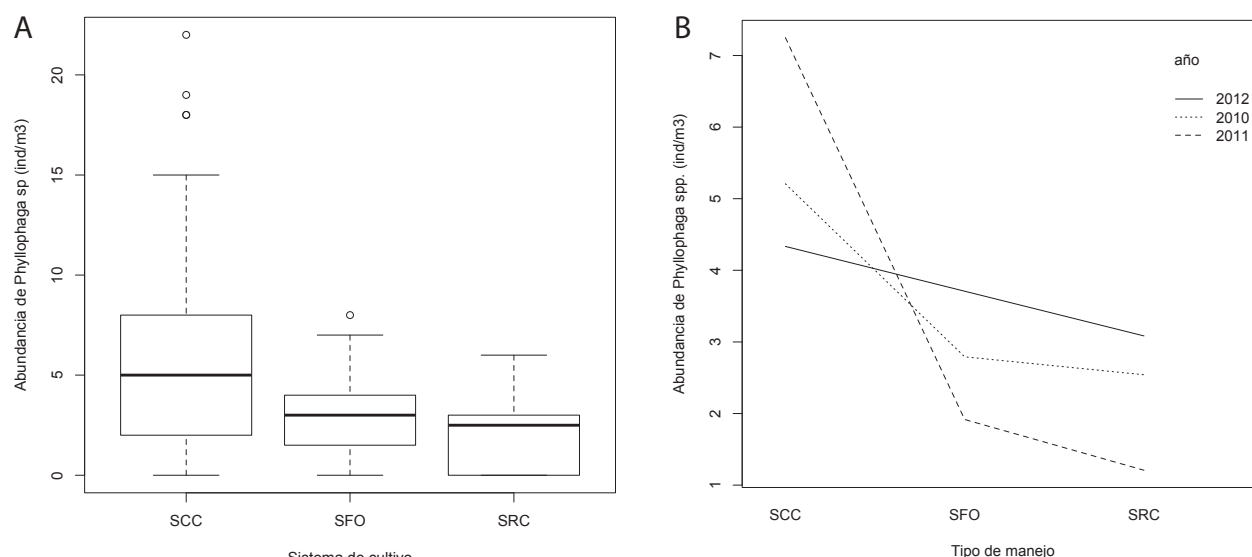 A
Abundancia de Phyllophaga sp (ind/m3)
20
15
10
5
0
SCC
SFO
SRC
Sistema de cultivo
B
Abundancia de Phyllophaga spp. (ind/m3)
7
6
5
4
3
2
1
año
2012
2010
2011
SCC
SFO
SRC
Tipo de manejo